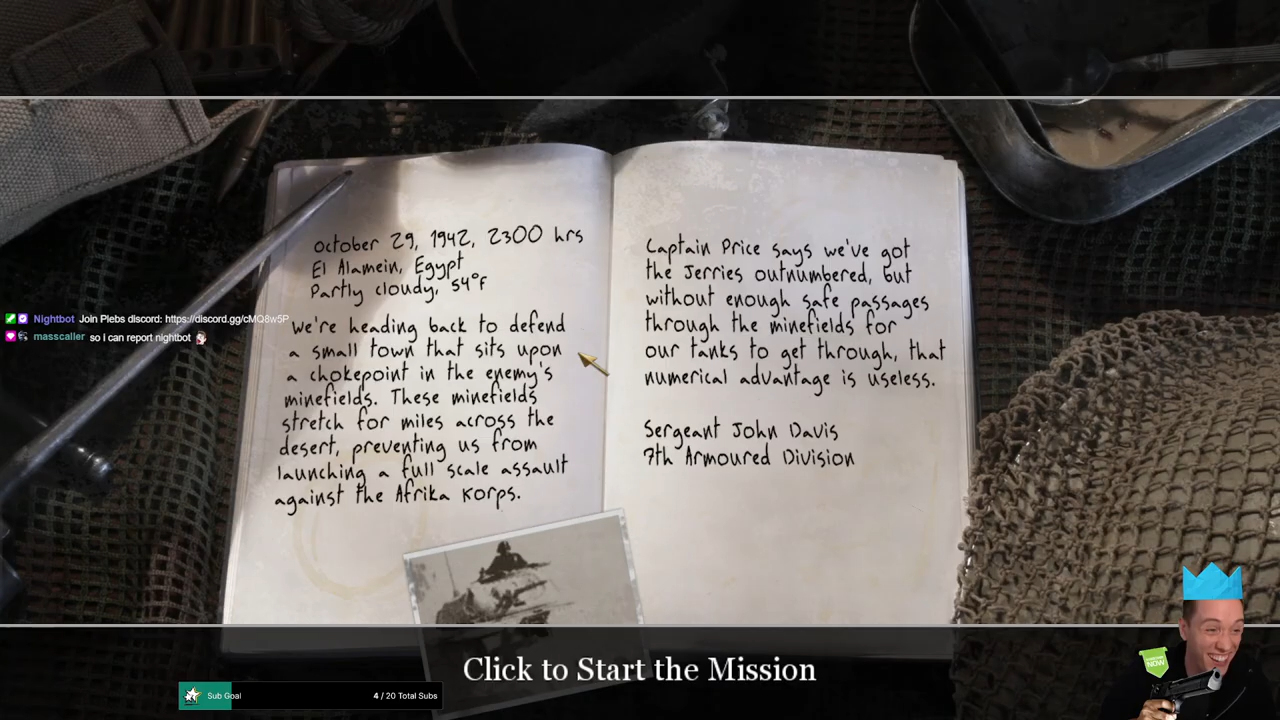 October 29, 1942, 2300 hrs
El Alamein, Egypt
Partly cloudy, 54°F
We're heading back to defend
a small town that sits upon
a chokepoint in the enemy's
minefields. These minefields
stretch for miles across the
desert, preventing us from
launching a full scale assault
against the Afrika Korps.
Captain Price says we've got
the Jerries outnumbered, but
without enough safe passages
through the minefields for
our tanks to get through, that
numerical advantage is useless.
Sergeant John Davis
7th Armoured Division
Nightbot Join Plebs discord: https://discord.gg/cMQ8w5P
masscaller so I can report nightbot
Click to Start the Mission
Sub Goal 4 / 20 Total Subs
NOW